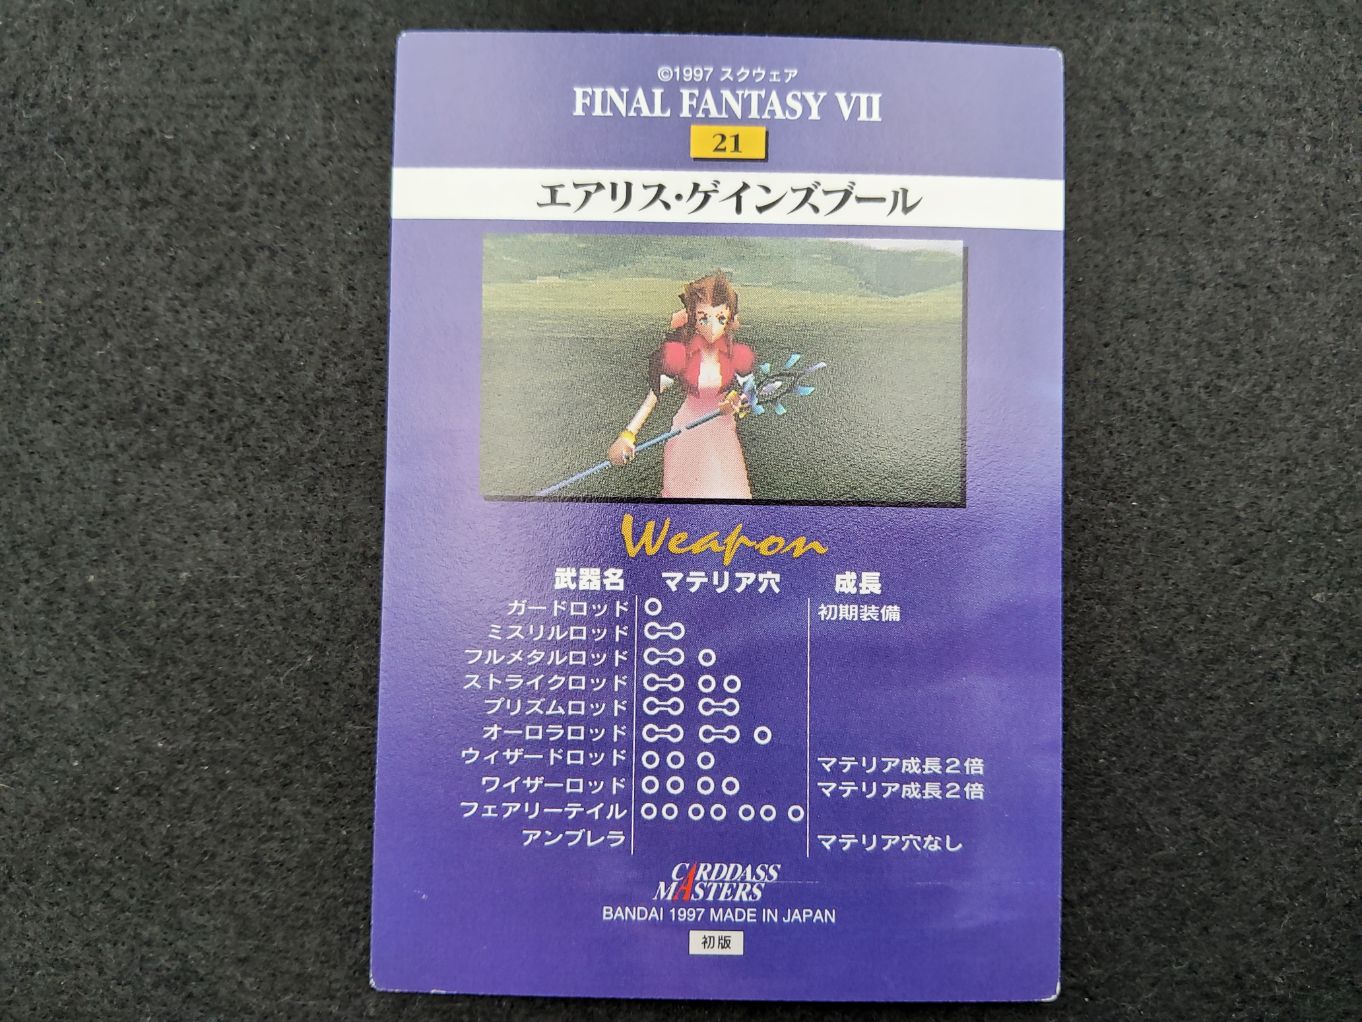 ©1997 スクウェア
FINAL FANTASY VII
21
エアリス・ゲインズブール
Weapon
武器名 マテリア穴 成長
ガードロッド 初期装備
ミスリルロッド
フルメタルロッド
ストライクロッド
プリズムロッド
オーロラロッド
ウィザードロッド マテリア成長2倍
ワイザーロッド マテリア成長2倍
フェアリーテイル
アンブレラ マテリア穴なし
CARDDASS
MASTERS
BANDAI 1997 MADE IN JAPAN
初版